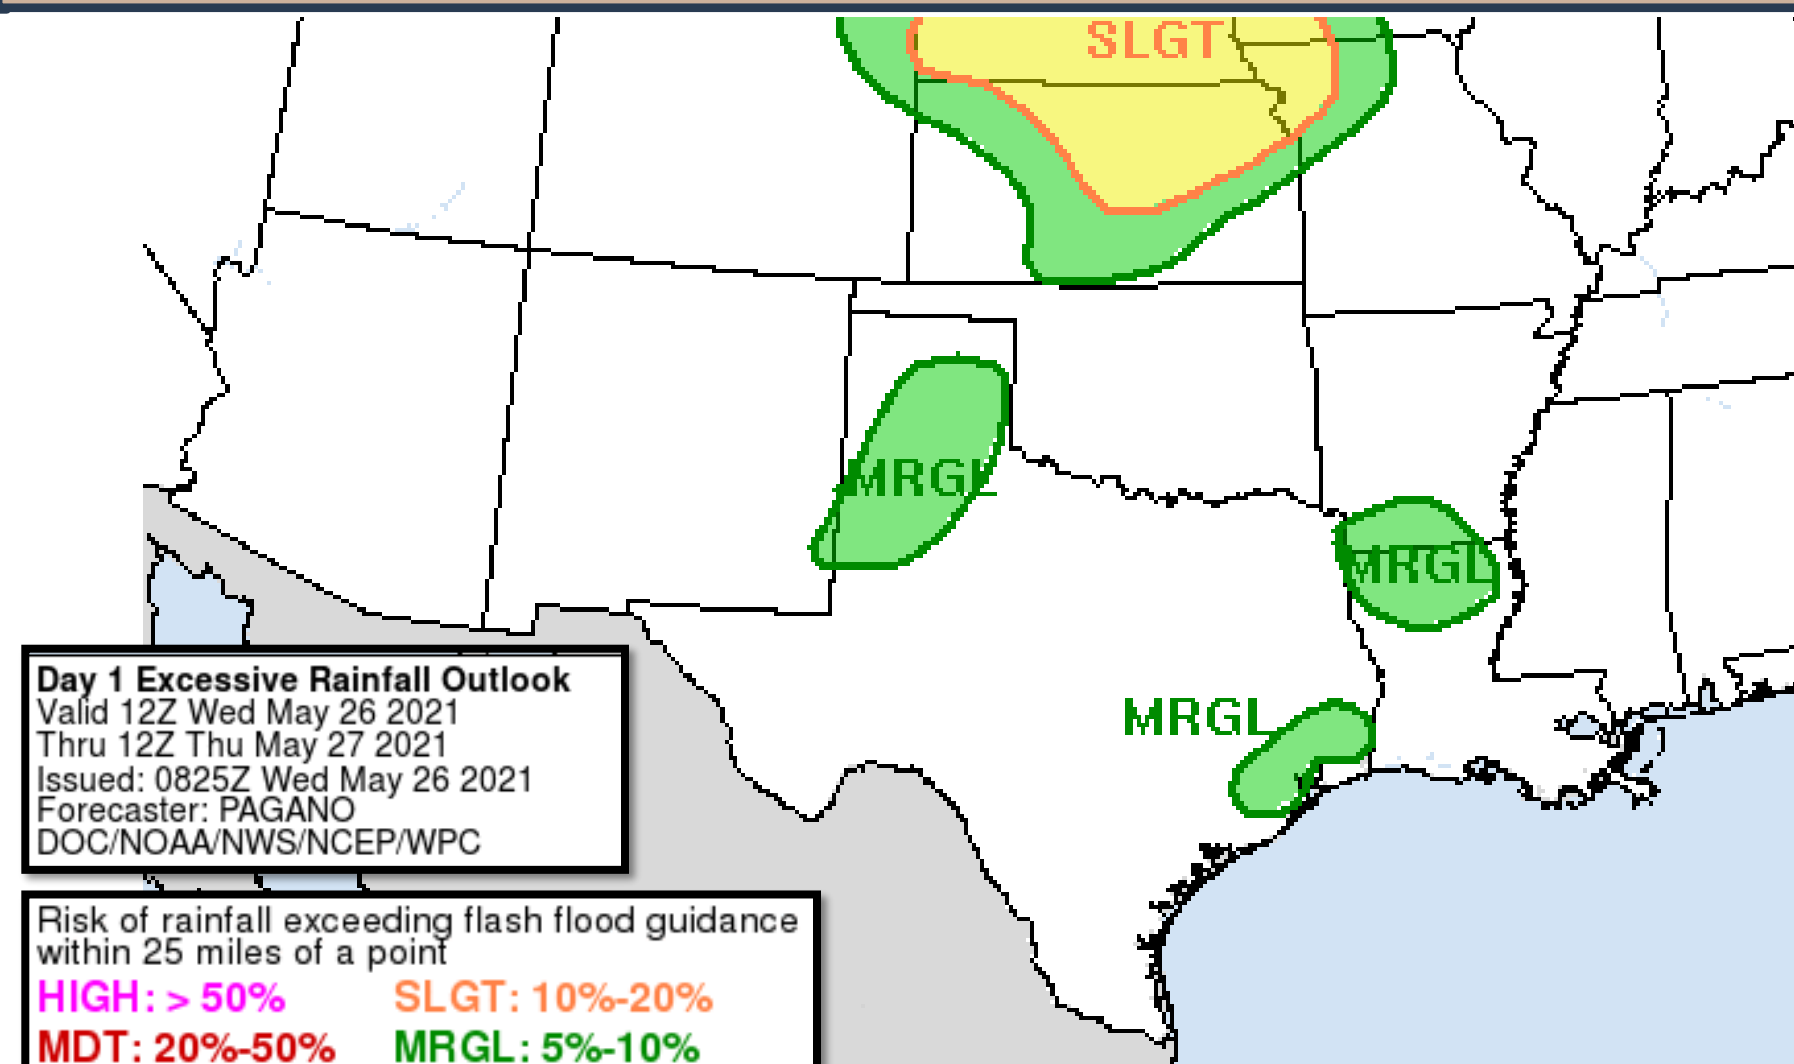 SLGT
MRGL
MRGL
MRGL
Day 1 Excessive Rainfall Outlook
Valid 12Z Wed May 26 2021
Thru 12Z Thu May 27 2021
Issued: 0825Z Wed May 26 2021
Forecaster: PAGANO
DOC/NOAA/NWS/NCEP/WPC
Risk of rainfall exceeding flash flood guidance
within 25 miles of a point
HIGH: > 50% SLGT: 10%-20%
MDT: 20%-50% MRGL: 5%-10%